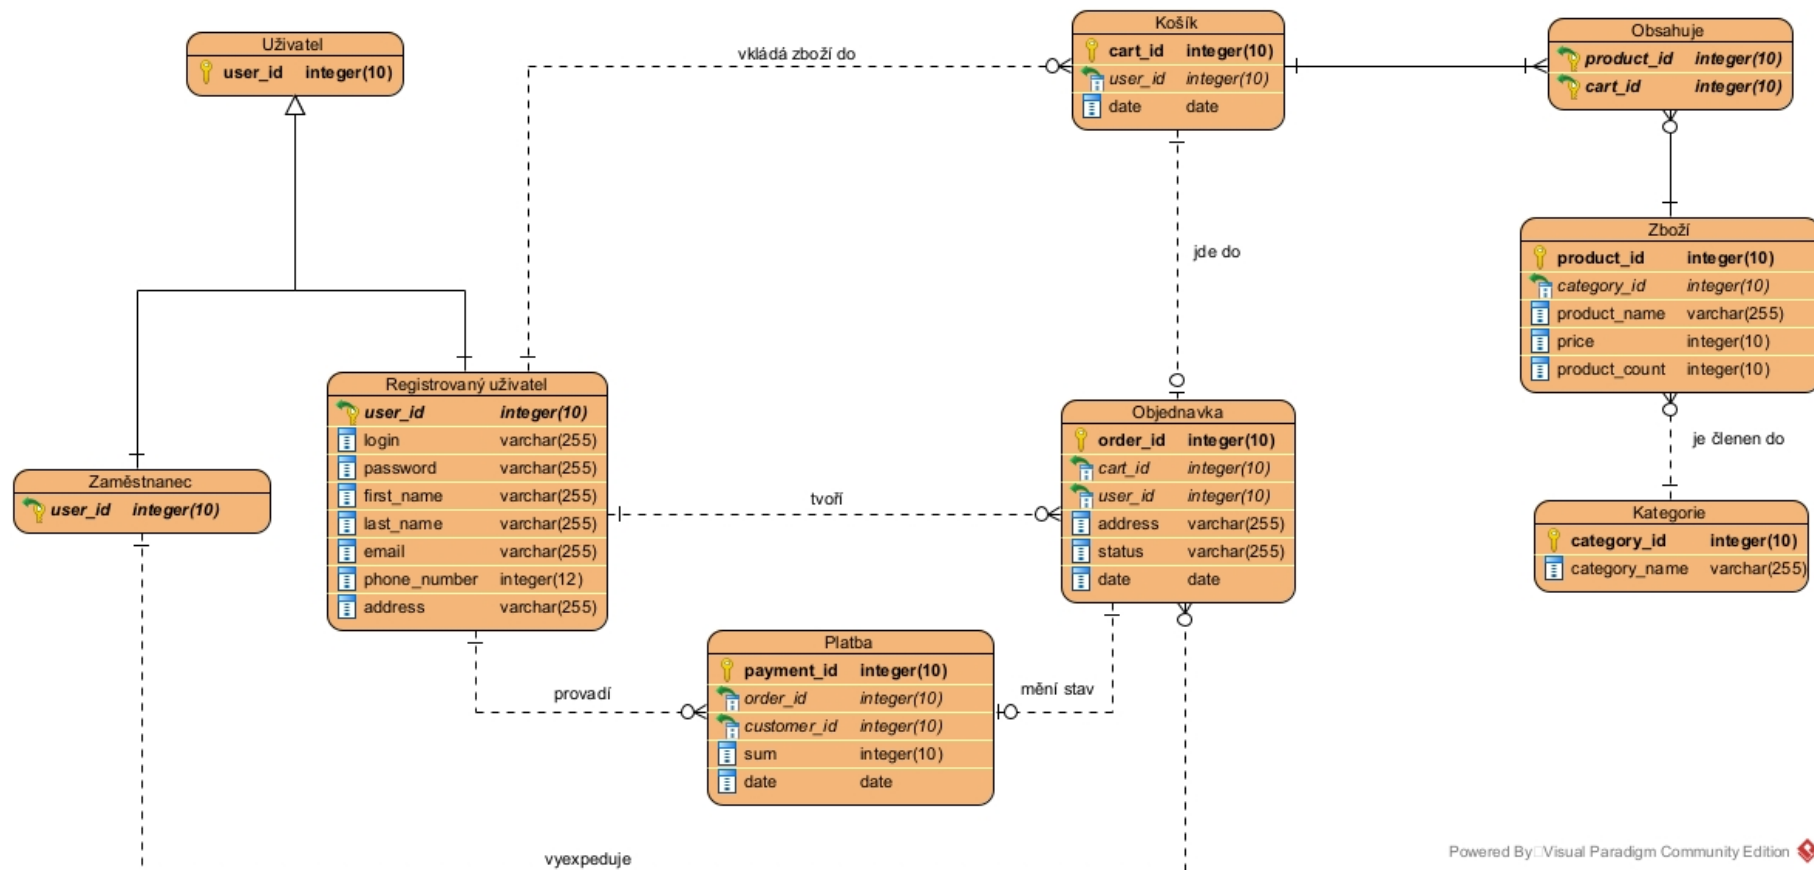 Uživatel
user_id integer(10)
vkládá zboží do
Košík
cart_id integer(10)
user_id integer(10)
date date
Obsahuje
product_id integer(10)
cart_id integer(10)
jde do
Zboží
product_id integer(10)
category_id integer(10)
product_name varchar(255)
price integer(10)
product_count integer(10)
je členen do
Kategorie
category_id integer(10)
category_name varchar(255)
Registrovaný uživatel
user_id integer(10)
login varchar(255)
password varchar(255)
first_name varchar(255)
last_name varchar(255)
email varchar(255)
phone_number integer(12)
address varchar(255)
Zaměstnanec
user_id integer(10)
tvoří
Objednavka
order_id integer(10)
cart_id integer(10)
user_id integer(10)
address varchar(255)
status varchar(255)
date date
provadí
Platba
payment_id integer(10)
order_id integer(10)
customer_id integer(10)
sum integer(10)
date date
mění stav
vyexpeduje
Powered By Visual Paradigm Community Edition